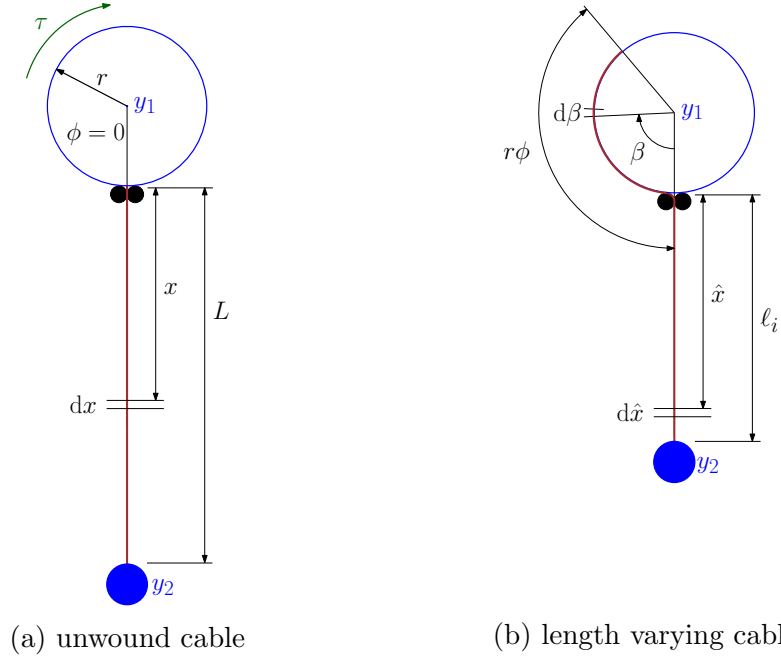 τ
r
y₁
ϕ = 0
x
L
dx
y₂
(a) unwound cable
y₁
dβ
β
rϕ
x̂
ℓᵢ
dx̂
y₂
(b) length varying cabl